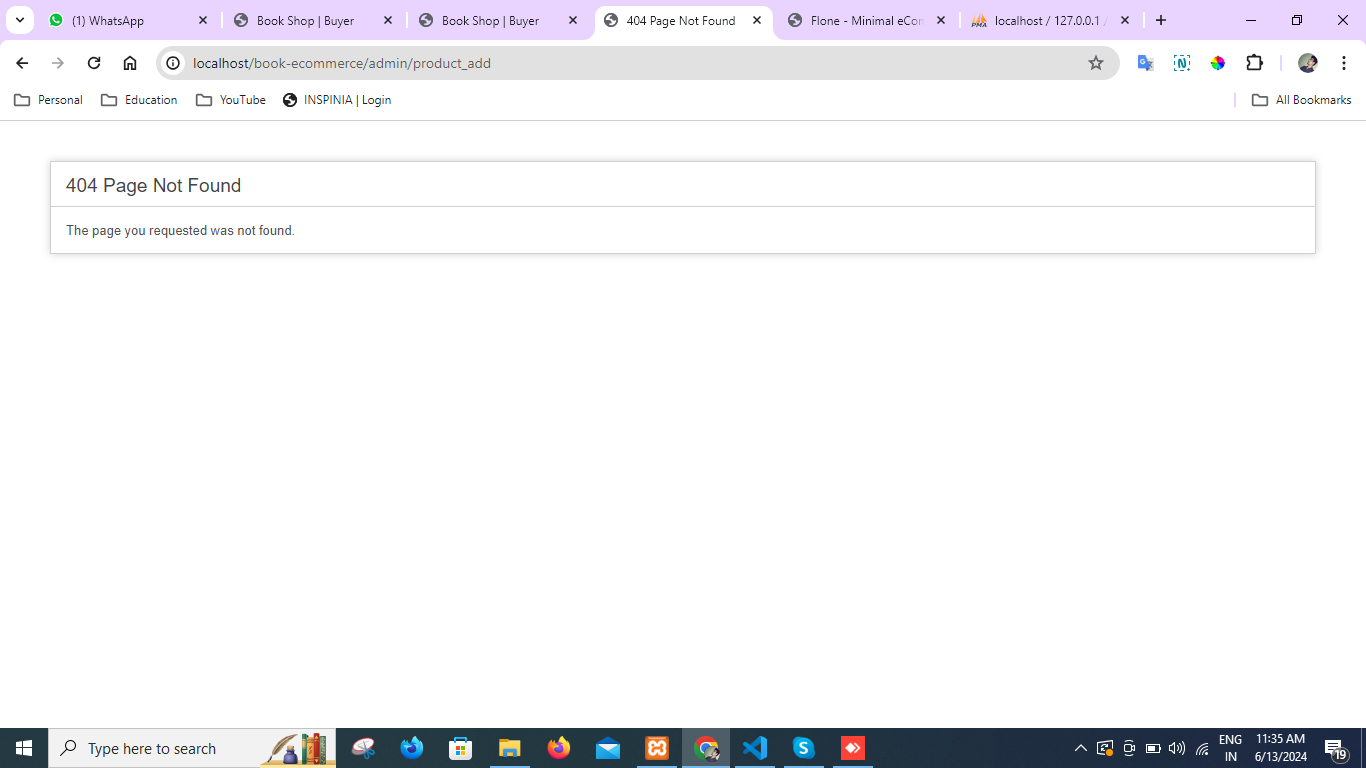 (1) WhatsApp
Book Shop | Buyer
Book Shop | Buyer
404 Page Not Found
Flone - Minimal eCom
localhost / 127.0.0.1 /
localhost/book-ecommerce/admin/product_add
Personal
Education
YouTube
INSPINIA | Login
All Bookmarks
404 Page Not Found
The page you requested was not found.
Type here to search
ENG
IN
11:35 AM
6/13/2024
19